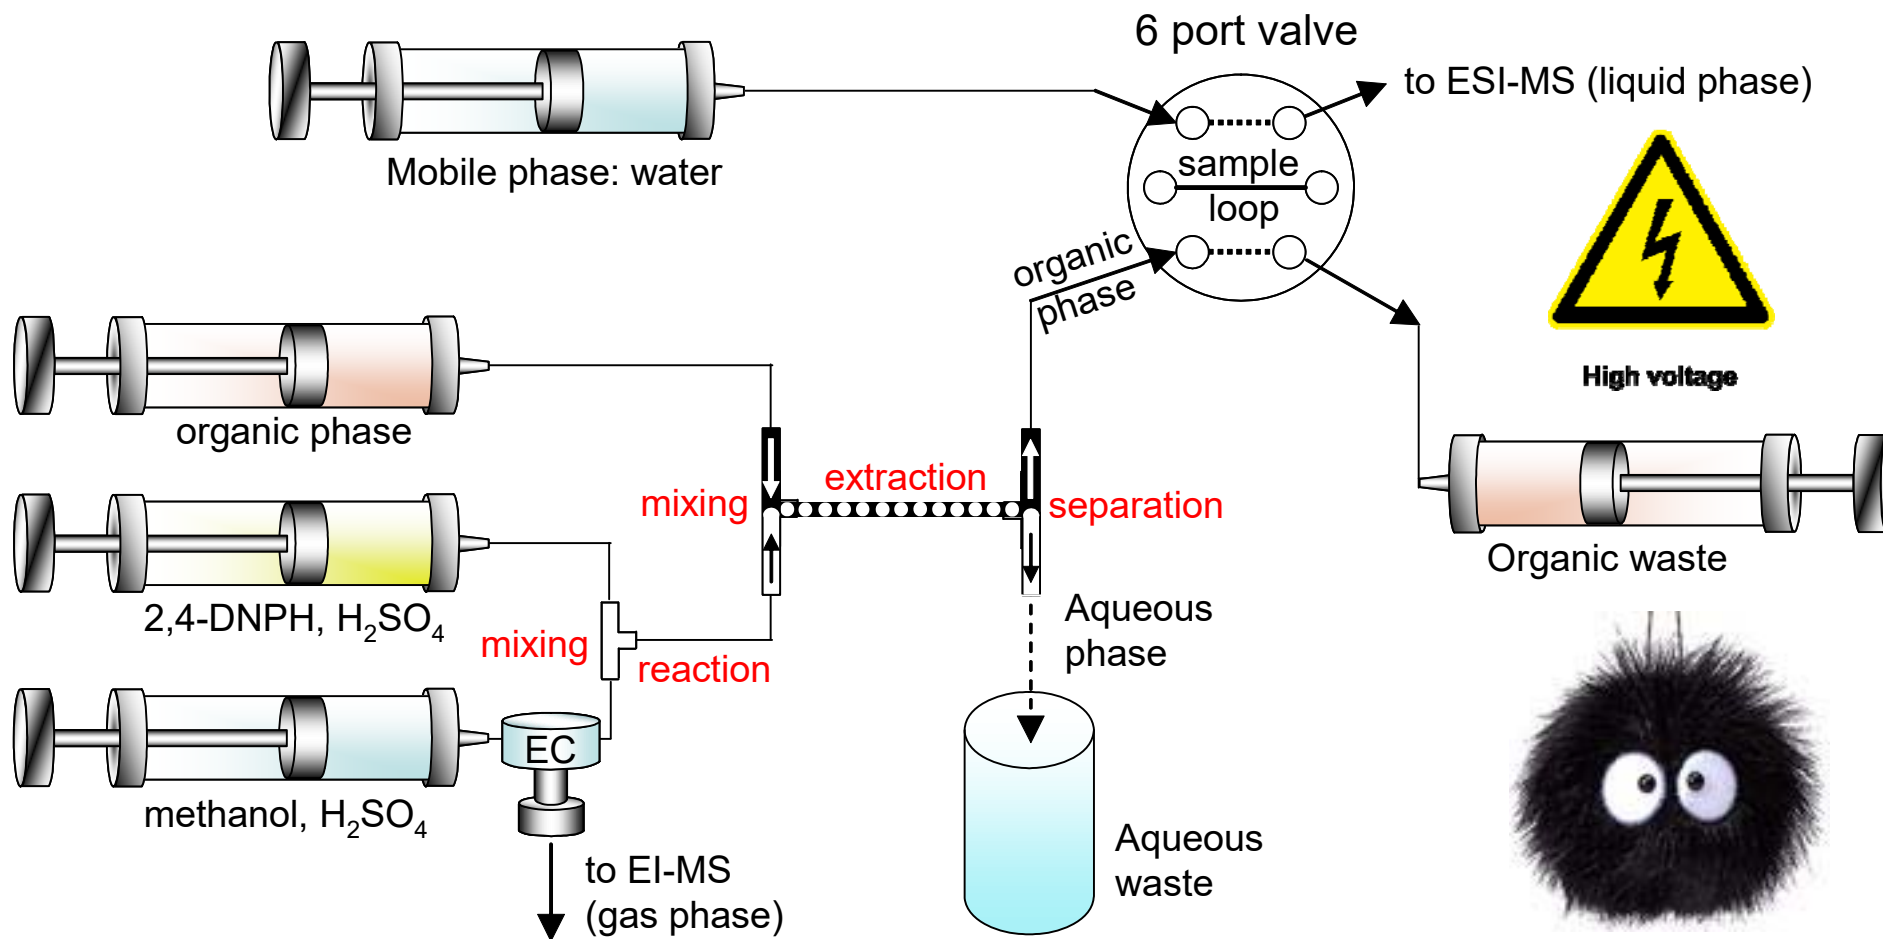 6 port valve
to ESI-MS (liquid phase)
Mobile phase: water
sample
loop
organic
phase
High voltage
organic phase
mixing
extraction
separation
Organic waste
2,4-DNPH, H₂SO₄
mixing
reaction
Aqueous
phase
EC
methanol, H₂SO₄
to EI-MS
(gas phase)
Aqueous
waste